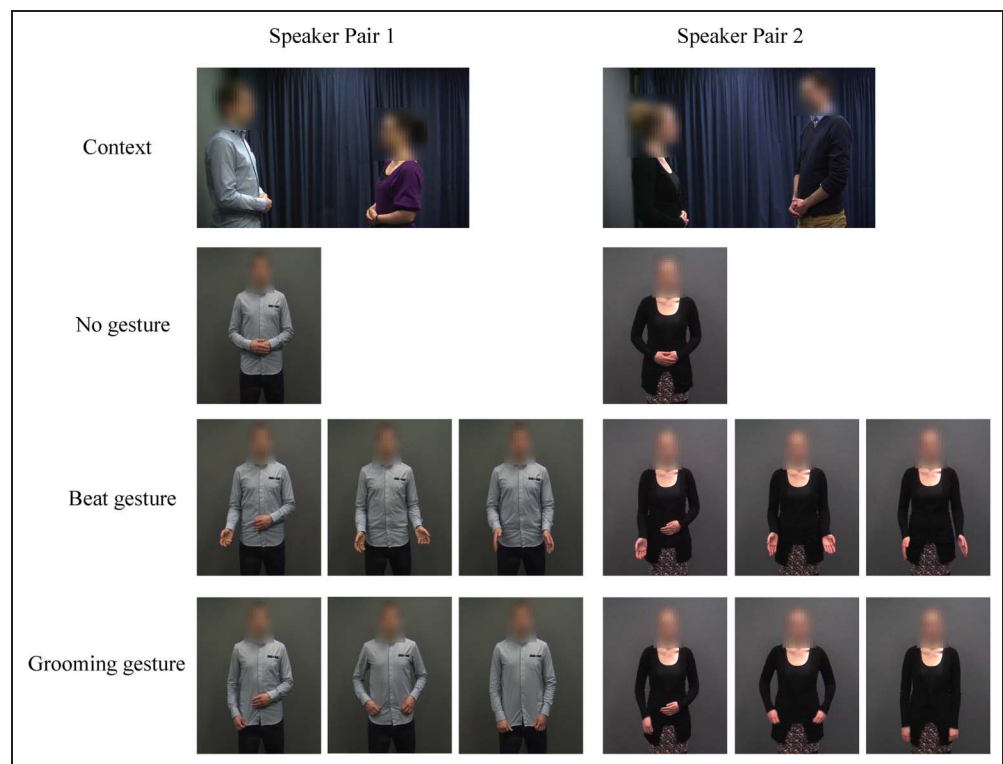 Speaker Pair 1
Speaker Pair 2
Context
No gesture
Beat gesture
Grooming gesture